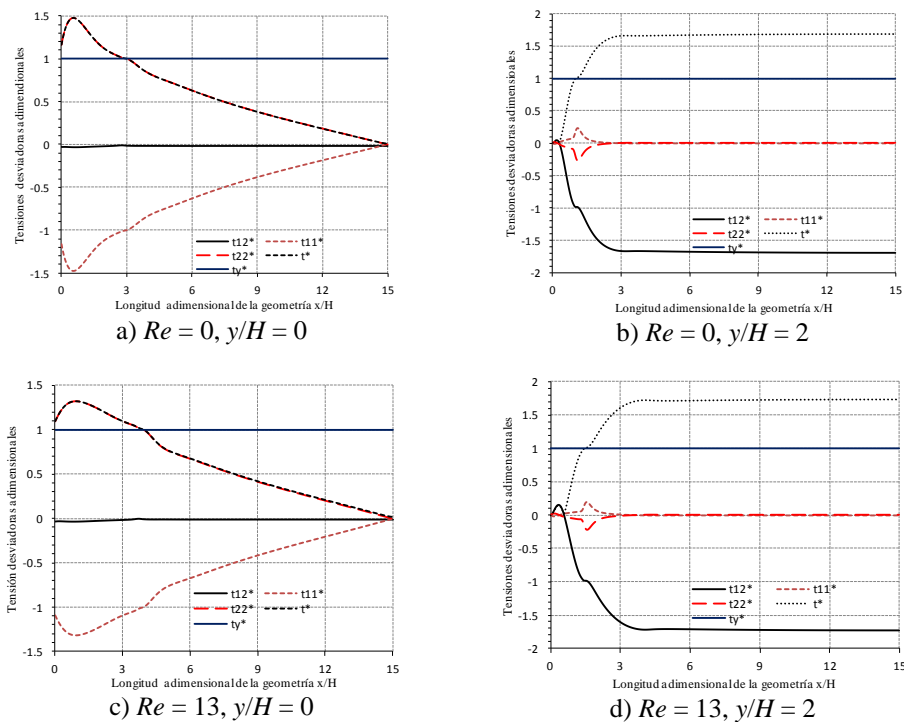 Tensiones desviadoras adimendionales
1.5
1
0.5
0
-0.5
-1
-1.5
t12*
t11*
t22*
t*
ty*
0 3 6 9 12 15
Longitud adimensional de la geometría x/H
a) Re = 0, y/H = 0
Tensiones desviadoras adimensioales
2
1.5
1
0.5
0
-0.5
-1
-1.5
-2
t12*
t11*
t22*
t*
ty*
0 3 6 9 12 15
Longitud adimensional de la geometría x/H
b) Re = 0, y/H = 2
Tensión desviadoras adimensionales
1.5
1
0.5
0
-0.5
-1
-1.5
t12*
t11*
t22*
t*
ty*
0 3 6 9 12 15
Longitud adimensional de la geometría x/H
c) Re = 13, y/H = 0
Tensiones desviadoras adimensionales
2
1.5
1
0.5
0
-0.5
-1
-1.5
-2
t12*
t11*
t22*
t*
ty*
0 3 6 9 12 15
Longitud adimensional de la geometría x/H
d) Re = 13, y/H = 2